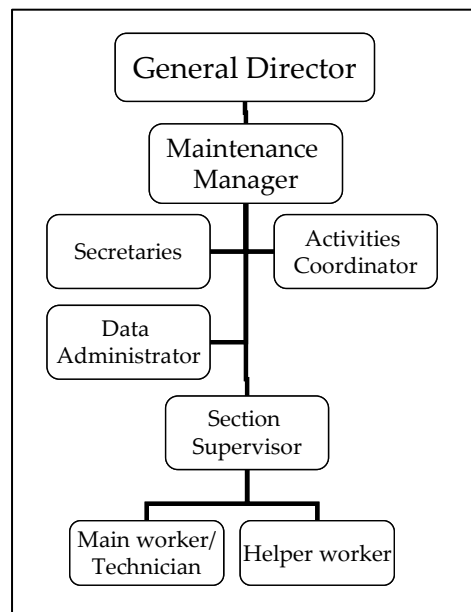 General Director
Maintenance
Manager
Secretaries
Activities
Coordinator
Data
Administrator
Section
Supervisor
Main worker/
Technician
Helper worker